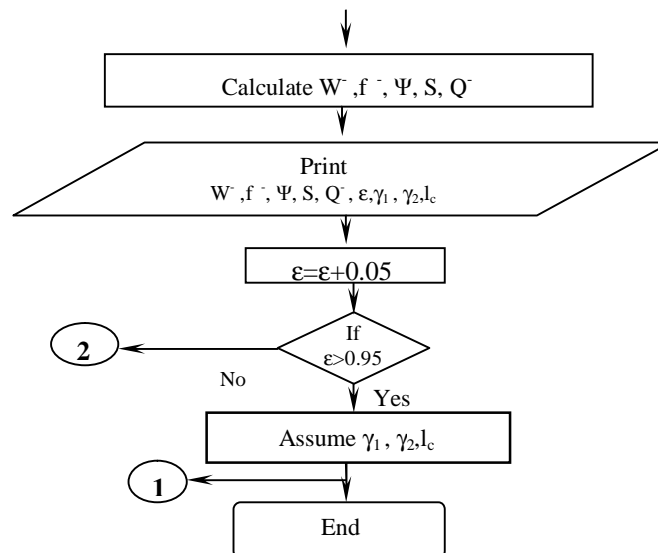 Calculate W⁻ ,f ⁻, Ψ, S, Q⁻
Print
W⁻ ,f ⁻, Ψ, S, Q⁻ , ε,γ₁ , γ₂,l꜀
ε=ε+0.05
If
ε>0.95
2
No
Yes
Assume γ₁ , γ₂,l꜀
1
End